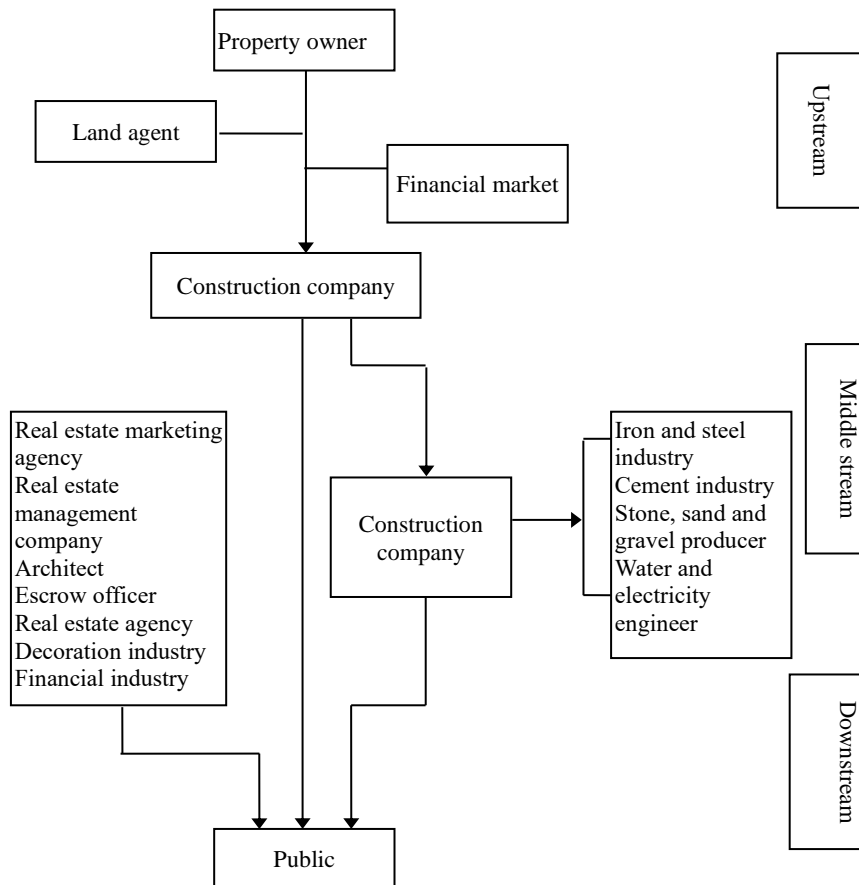 Property owner
Upstream
Land agent
Financial market
Construction company
Middle stream
Real estate marketing
agency
Real estate
management
company
Architect
Escrow officer
Real estate agency
Decoration industry
Financial industry
Construction
company
Iron and steel
industry
Cement industry
Stone, sand and
gravel producer
Water and
electricity
engineer
Downstream
Public